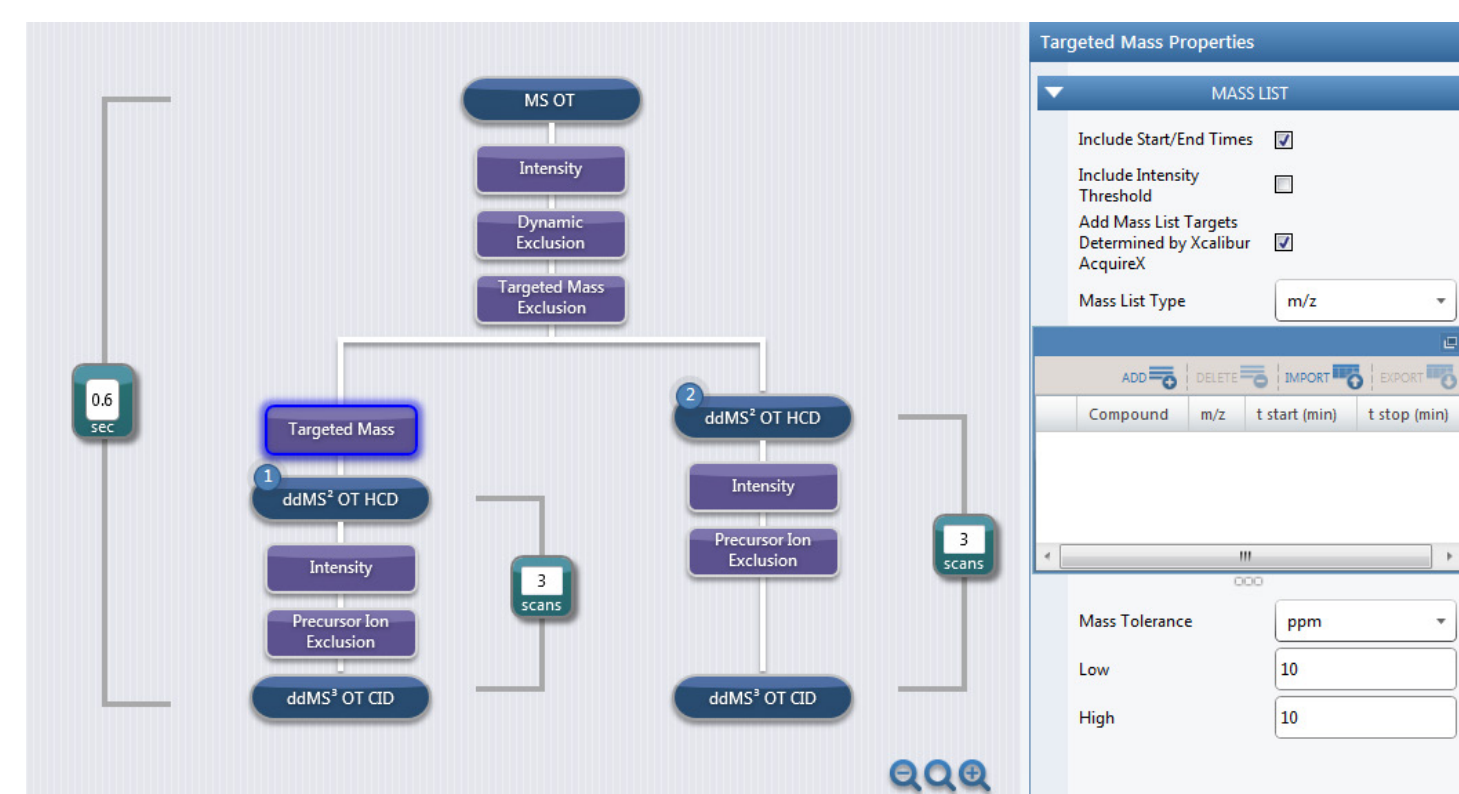 MS OT
Intensity
Dynamic
Exclusion
Targeted Mass
Exclusion
0.6
sec
Targeted Mass
1
ddMS² OT HCD
Intensity
Precursor Ion
Exclusion
3
scans
ddMS³ OT CID
2
ddMS² OT HCD
Intensity
Precursor Ion
Exclusion
3
scans
ddMS³ OT CID
Targeted Mass Properties
MASS LIST
Include Start/End Times
Include Intensity
Threshold
Add Mass List Targets
Determined by Xcalibur
AcquireX
Mass List Type m/z
ADD DELETE IMPORT EXPORT
Compound m/z t start (min) t stop (min)
Mass Tolerance ppm
Low 10
High 10